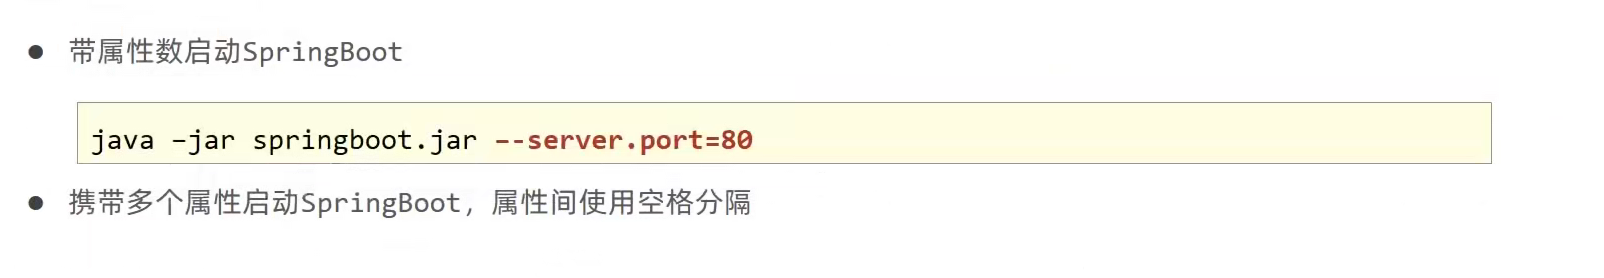 ● 带属性数启动SpringBoot
java –jar springboot.jar –-server.port=80
● 携带多个属性启动SpringBoot，属性间使用空格分隔